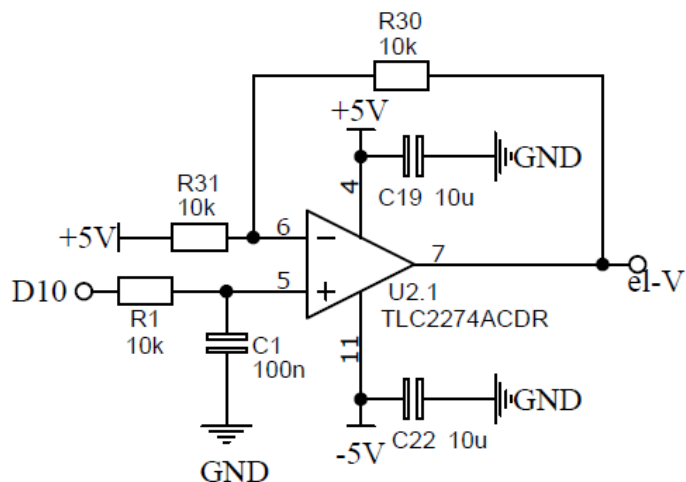 R30
10k
+5V
GND
4
C19 10u
R31
10k
+5V
6
7
el-V
D10
5
U2.1
TLC2274ACDR
R1
10k
C1
100n
11
GND
GND
-5V
C22 10u